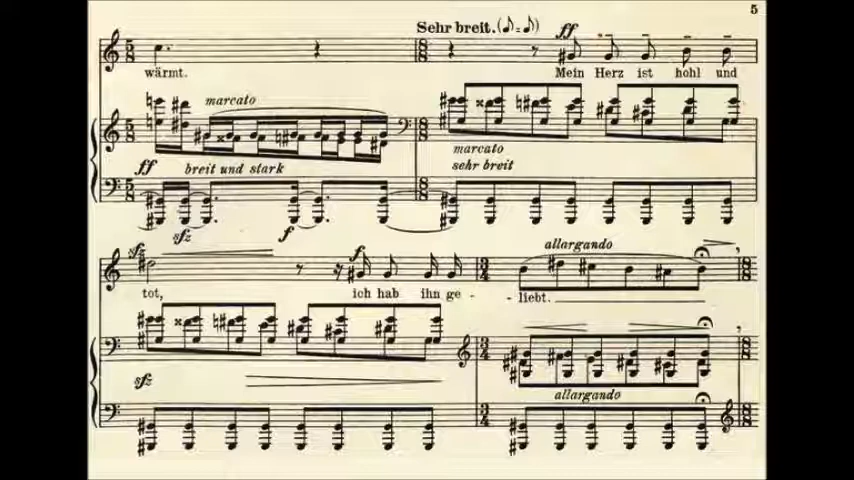 5
Sehr breit. (♪=♪) ff
wärmt. Mein Herz ist hohl und
marcato
marcato
ff breit und stark sehr breit
sfz f
sfz f allargando
tot, ich hab ihn ge - - liebt.
sfz
allargando